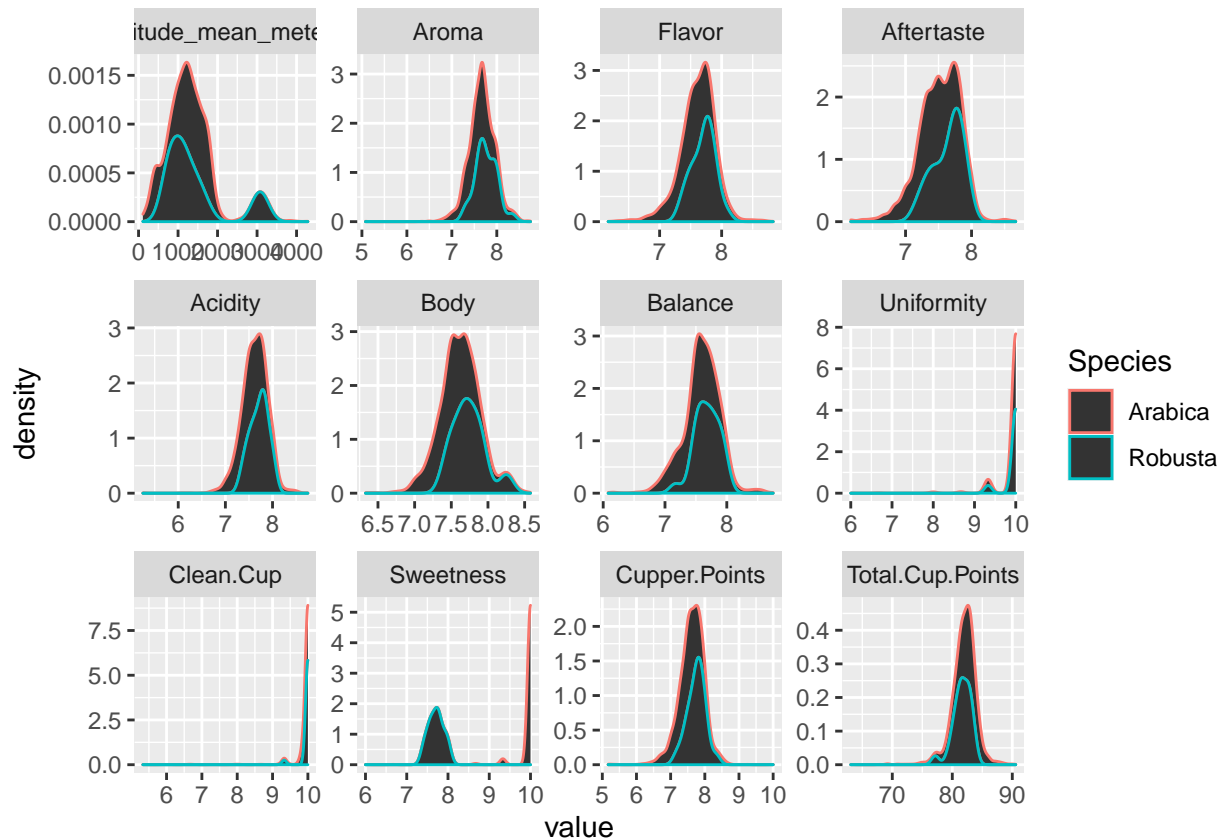 itude_mean_mete
Aroma
Flavor
Aftertaste
0.0015
0.0010
0.0005
0.0000
3
2
1
0
3
2
1
0
2
1
0
0 1000 2000 3000 4000
5 6 7 8
7 8
7 8
Acidity
Body
Balance
Uniformity
3
2
1
0
3
2
1
0
3
2
1
0
8
6
4
2
0
6 7 8
6.5 7.0 7.5 8.0 8.5
6 7 8
6 7 8 9 10
Clean.Cup
Sweetness
Cupper.Points
Total.Cup.Points
7.5
5.0
2.5
0.0
5
4
3
2
1
0
2.0
1.5
1.0
0.5
0.0
0.4
0.3
0.2
0.1
0.0
6 7 8 9 10
6 7 8 9 10
5 6 7 8 9 10
70 80 90
density
value
Species
Arabica
Robusta